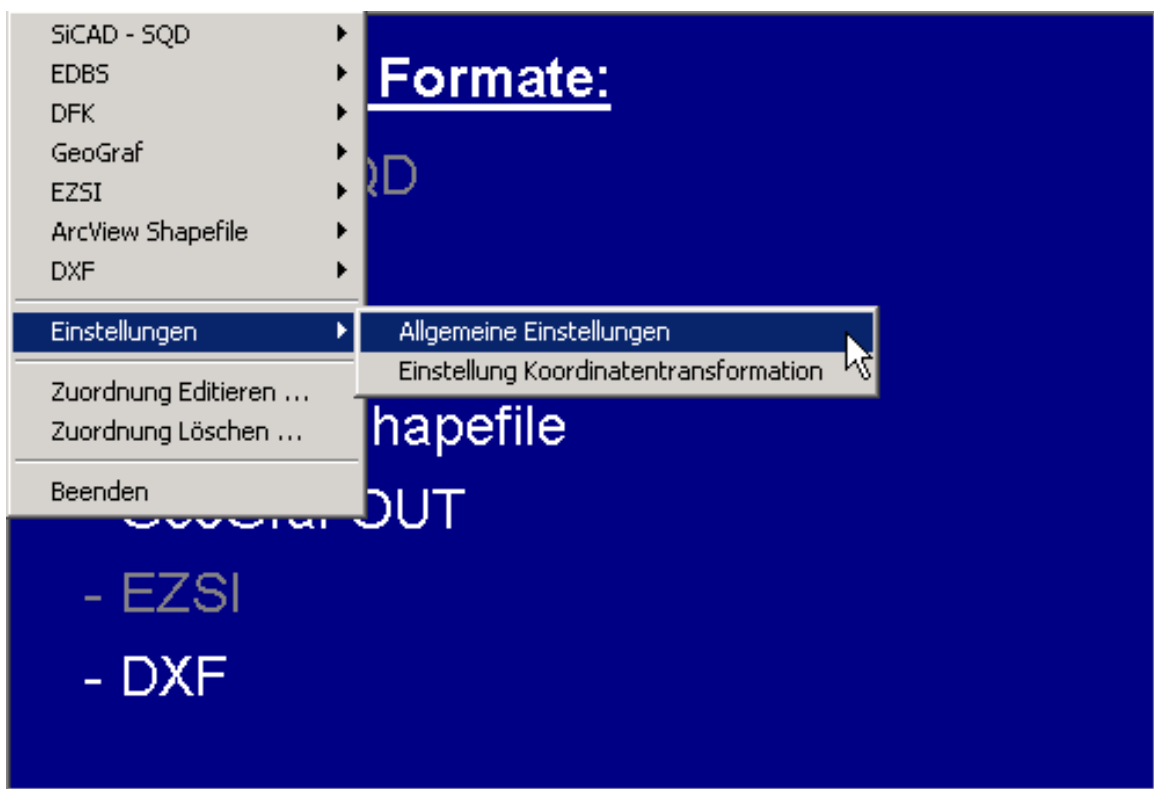 SiCAD - SQD
EDBS
DFK
GeoGraf
EZSI
ArcView Shapefile
DXF
Einstellungen
Allgemeine Einstellungen
Einstellung Koordinatentransformation
Zuordnung Editieren ...
Zuordnung Löschen ...
Beenden
Formate:
QD
hapefile
OUT
- EZSI
- DXF